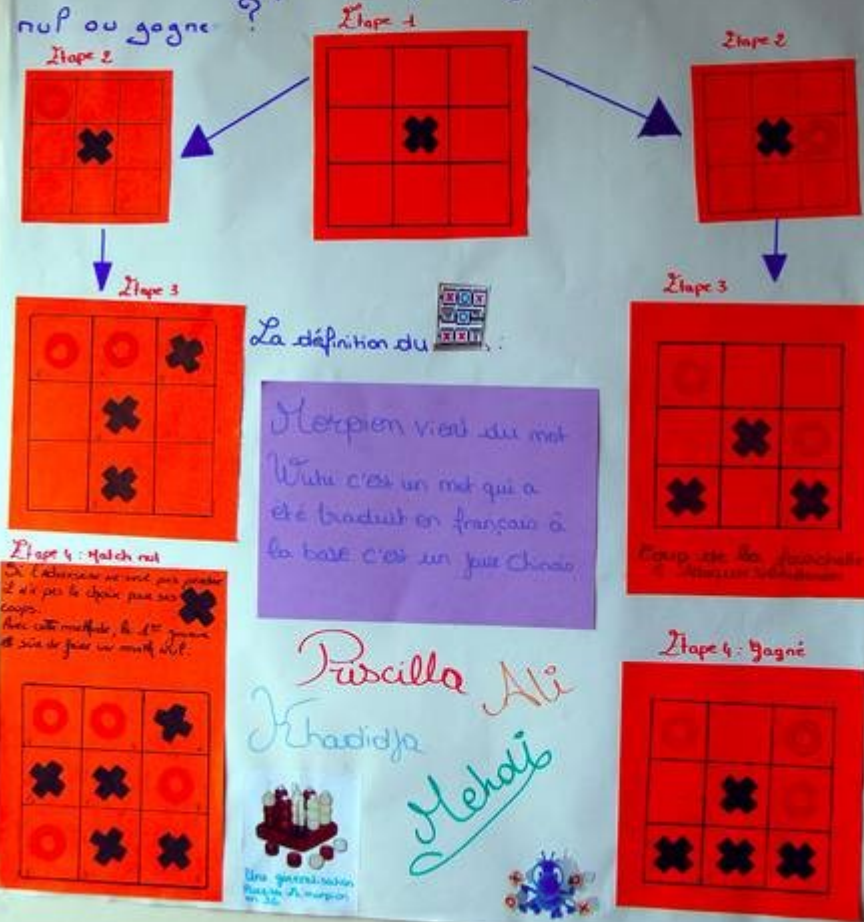 nul ou gagne ?
Etape 1
Etape 2
Etape 2
Etape 3
Etape 3
La définition du :
Morpion vient du mot
Wuhi c'est un mot qui a
été traduit en français à
la base c'est un jeux Chinois
Etape 4 : Match nul
Si l'adversaire ne veut pas perdre
il n'a pas le choix pour ses
coups.
Avec cette méthode, le 1er joueur
est sûr de faire un match nul.
Coup de la fourchette
Etape 4 : Gagné
Priscilla
Ali
Khadidja
Mehdi
Une généralisation
du morpion
en 3D